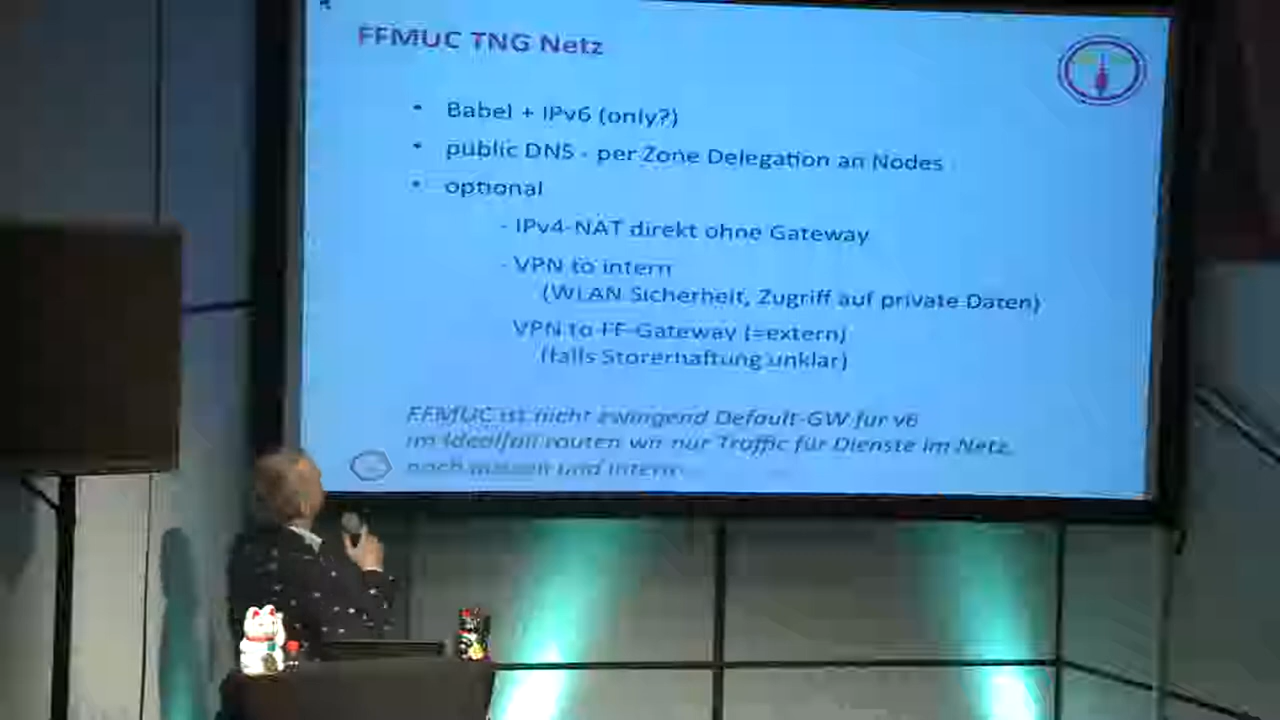 FFMUC TNG Netz
• Babel + IPv6 (only?)
• public DNS - per Zone Delegation an Nodes
• optional
- IPv4-NAT direkt ohne Gateway
- VPN to intern
(WLAN Sicherheit, Zugriff auf private Daten)
VPN to FF-Gateway (=extern)
(falls Störerhaftung unklar)
FFMUC ist nicht zwingend Default-GW für v6
im Idealfall routen wir nur Traffic für Dienste im Netz
nach aussen und intern